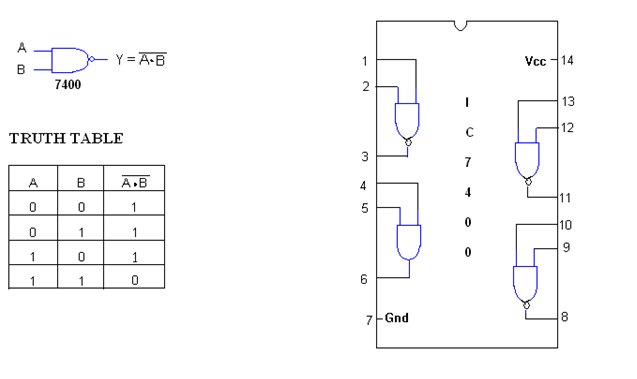 A
B
Y = A̅•̅B̅
7400
TRUTH TABLE
A B A̅•̅B̅
0 0 1
0 1 1
1 0 1
1 1 0
1
2
3
4
5
6
7
Gnd
I
C
7
4
0
0
Vcc
14
13
12
11
10
9
8